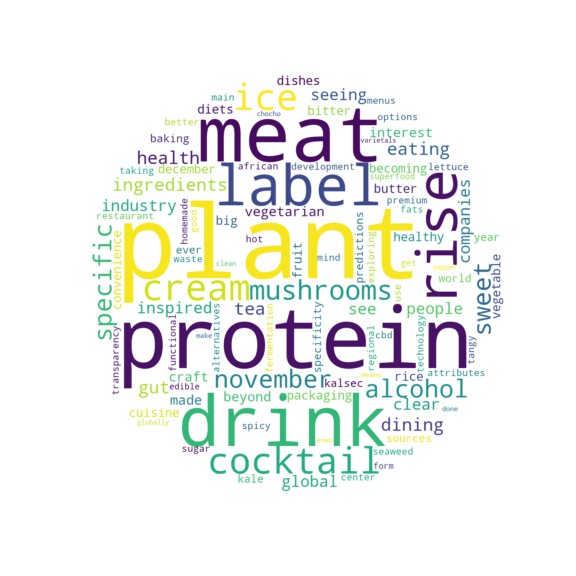 dishes
main
ice
seeing
menus
better
diets
chocho
bitter
options
meat
baking
varietals
interest
taking
health
african
development
becoming
lettuce
eating
december
label
superfood
premium
ingredients
butter
fats
industry
homemade
vegetarian
restaurant
good
big
fruit
predictions
exploring
rise
companies
year
specific
convenience
plant
ever
hot
mind
healthy
get
pepper
waste
clean
use
world
cream
mushrooms
sweet
vegetable
inspired
tea
see
people
transparency
functional
alternatives
fermentation
specificity
regional
technology
tangy
protein
make
cbd
means
gut
november
kalsec
rice
attributes
edible
craft
beyond
packaging
alcohol
made
clear
cuisine
drink
dining
globally
spicy
even
done
sources
sugar
cocktail
seaweed
form
kale
global
center